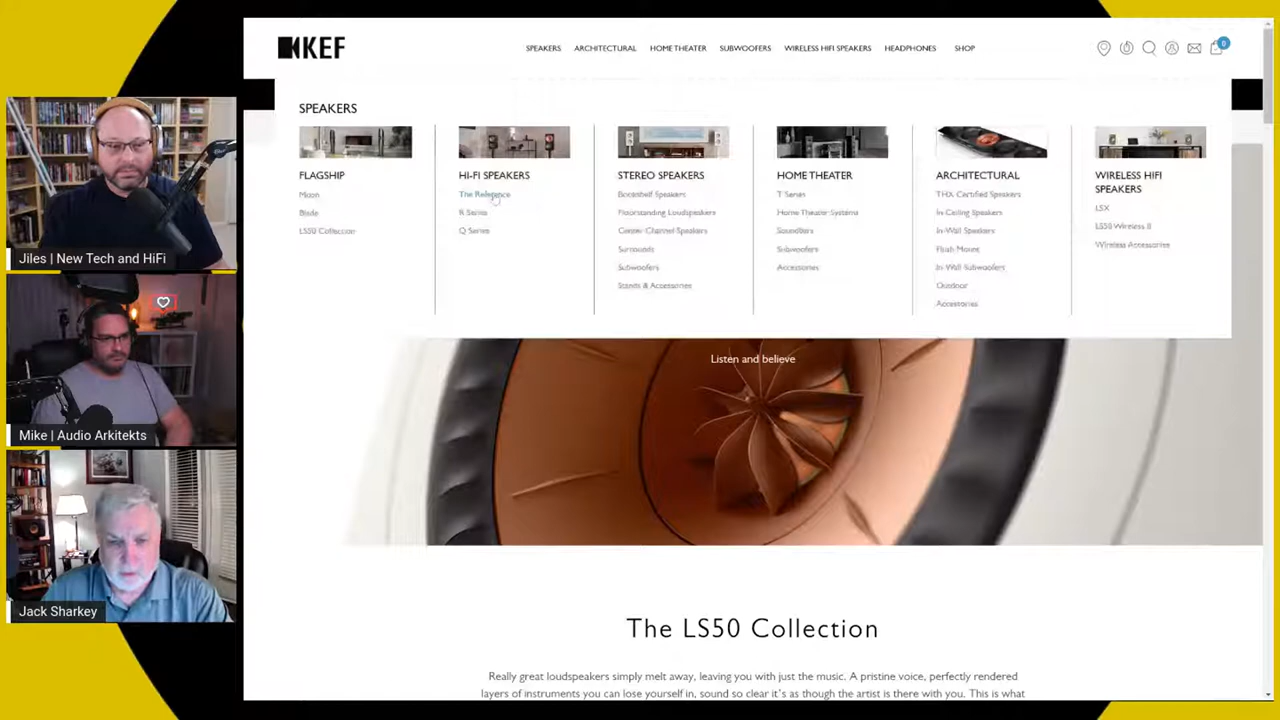 KEF
SPEAKERS ARCHITECTURAL HOME THEATER SUBWOOFERS WIRELESS HIFI SPEAKERS HEADPHONES SHOP
0
SPEAKERS
FLAGSHIP
Muon
Blade
LS50 Collection
HI-FI SPEAKERS
The Reference
R Series
Q Series
STEREO SPEAKERS
Bookshelf Speakers
Floorstanding Loudspeakers
Center-Channel Speakers
Surrounds
Subwoofers
Stands & Accessories
HOME THEATER
T Series
Home Theater Systems
Soundbars
Subwoofers
Accessories
ARCHITECTURAL
THX Certified Speakers
In-Ceiling Speakers
In-Wall Speakers
Flush Mount
In-Wall Subwoofers
Outdoor
Accessories
WIRELESS HIFI
SPEAKERS
LSX
LS50 Wireless II
Wireless Accessories
Listen and believe
The LS50 Collection
Really great loudspeakers simply melt away, leaving you with just the music. A pristine voice, perfectly rendered
layers of instruments you can lose yourself in, sound so clear it's as though the artist is there with you. This is what
Jiles | New Tech and HiFi
Mike | Audio Arkitekts
Jack Sharkey